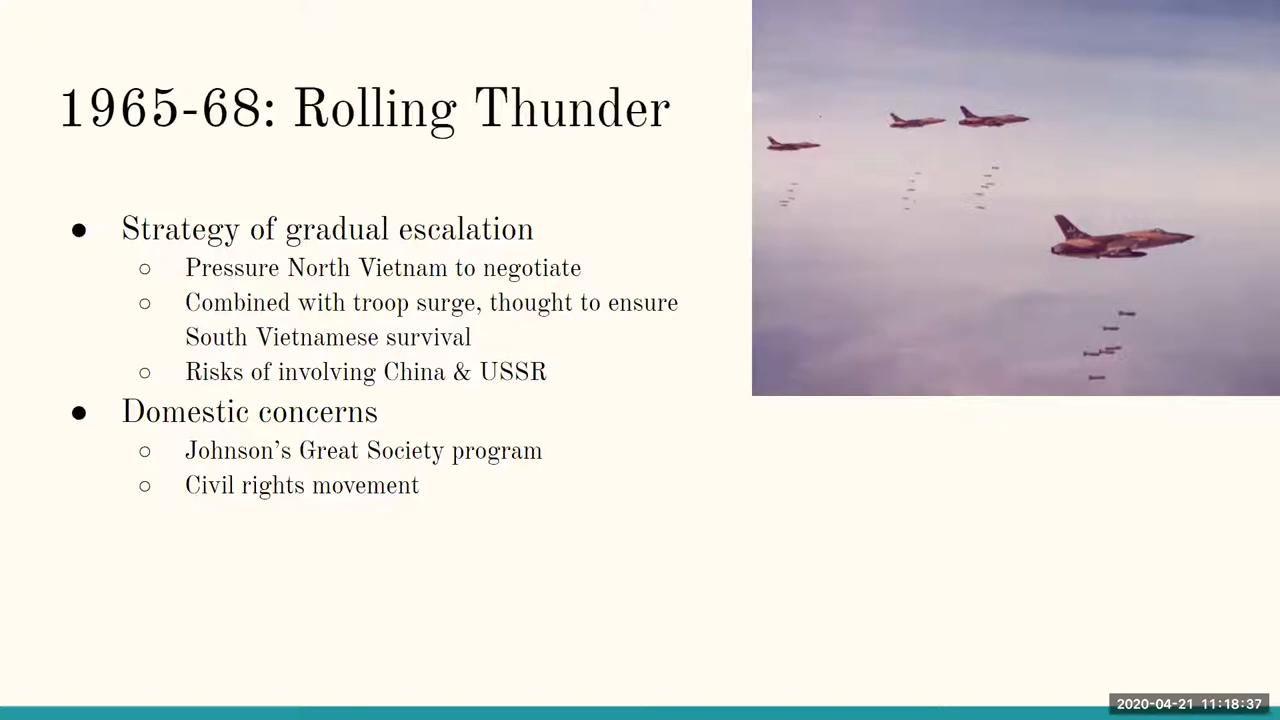 1965-68: Rolling Thunder
● Strategy of gradual escalation
○ Pressure North Vietnam to negotiate
○ Combined with troop surge, thought to ensure
South Vietnamese survival
○ Risks of involving China & USSR
● Domestic concerns
○ Johnson's Great Society program
○ Civil rights movement
2020-04-21 11:18:37